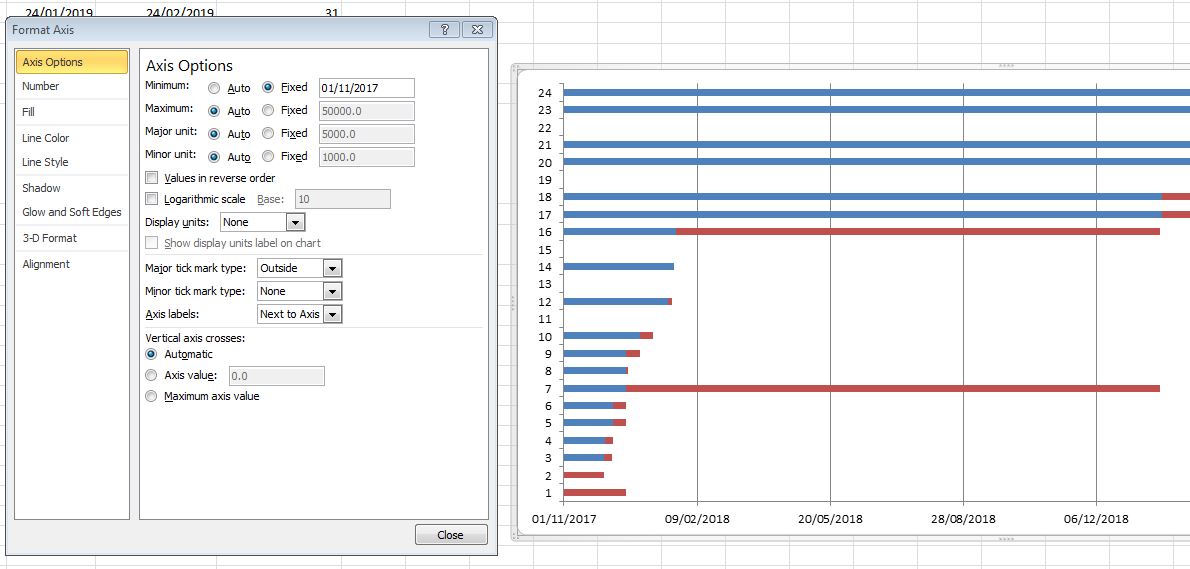 24/01/2019 24/02/2019 31
Format Axis
Axis Options
Number
Fill
Line Color
Line Style
Shadow
Glow and Soft Edges
3-D Format
Alignment
Axis Options
Minimum: Auto Fixed 01/11/2017
Maximum: Auto Fixed 50000.0
Major unit: Auto Fixed 5000.0
Minor unit: Auto Fixed 1000.0
Values in reverse order
Logarithmic scale Base: 10
Display units: None
Show display units label on chart
Major tick mark type: Outside
Minor tick mark type: None
Axis labels: Next to Axis
Vertical axis crosses:
Automatic
Axis value: 0.0
Maximum axis value
Close
24
23
22
21
20
19
18
17
16
15
14
13
12
11
10
9
8
7
6
5
4
3
2
1
01/11/2017 09/02/2018 20/05/2018 28/08/2018 06/12/2018